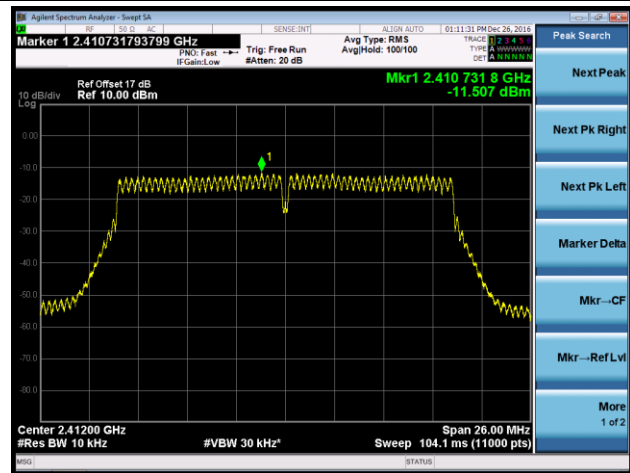 Agilent Spectrum Analyzer - Swept SA
RF 50 Ω AC SENSE:INT ALIGN AUTO 01:11:31 PM Dec 26, 2016
Marker 1 2.410731793799 GHz
PNO: Fast
IFGain:Low
Trig: Free Run
#Atten: 20 dB
Avg Type: RMS
Avg|Hold: 100/100
TRACE 1 2 3 4 5 6
TYPE A WWWWW
DET A N N N N N
Peak Search
Ref Offset 17 dB
10 dB/div Ref 10.00 dBm
Log
Mkr1 2.410 731 8 GHz
-11.507 dBm
0.00
-10.0
-20.0
-30.0
-40.0
-50.0
-60.0
-70.0
-80.0
1
Center 2.41200 GHz Span 26.00 MHz
#Res BW 10 kHz #VBW 30 kHz* Sweep 104.1 ms (11000 pts)
MSG STATUS
Next Peak
Next Pk Right
Next Pk Left
Marker Delta
Mkr→CF
Mkr→Ref Lvl
More
1 of 2